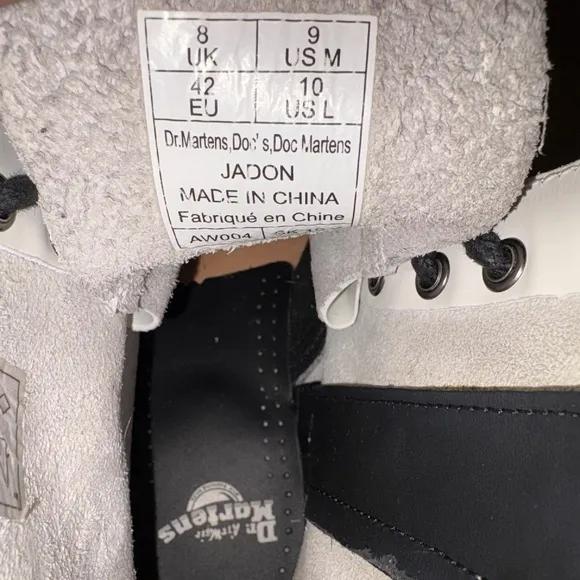 8 9
UK US M
42 10
EU US L
Dr.Martens,Doc's,Doc Martens
JADON
MADE IN CHINA
Fabriqué en Chine
AW004
Dr.
AirWair
Martens